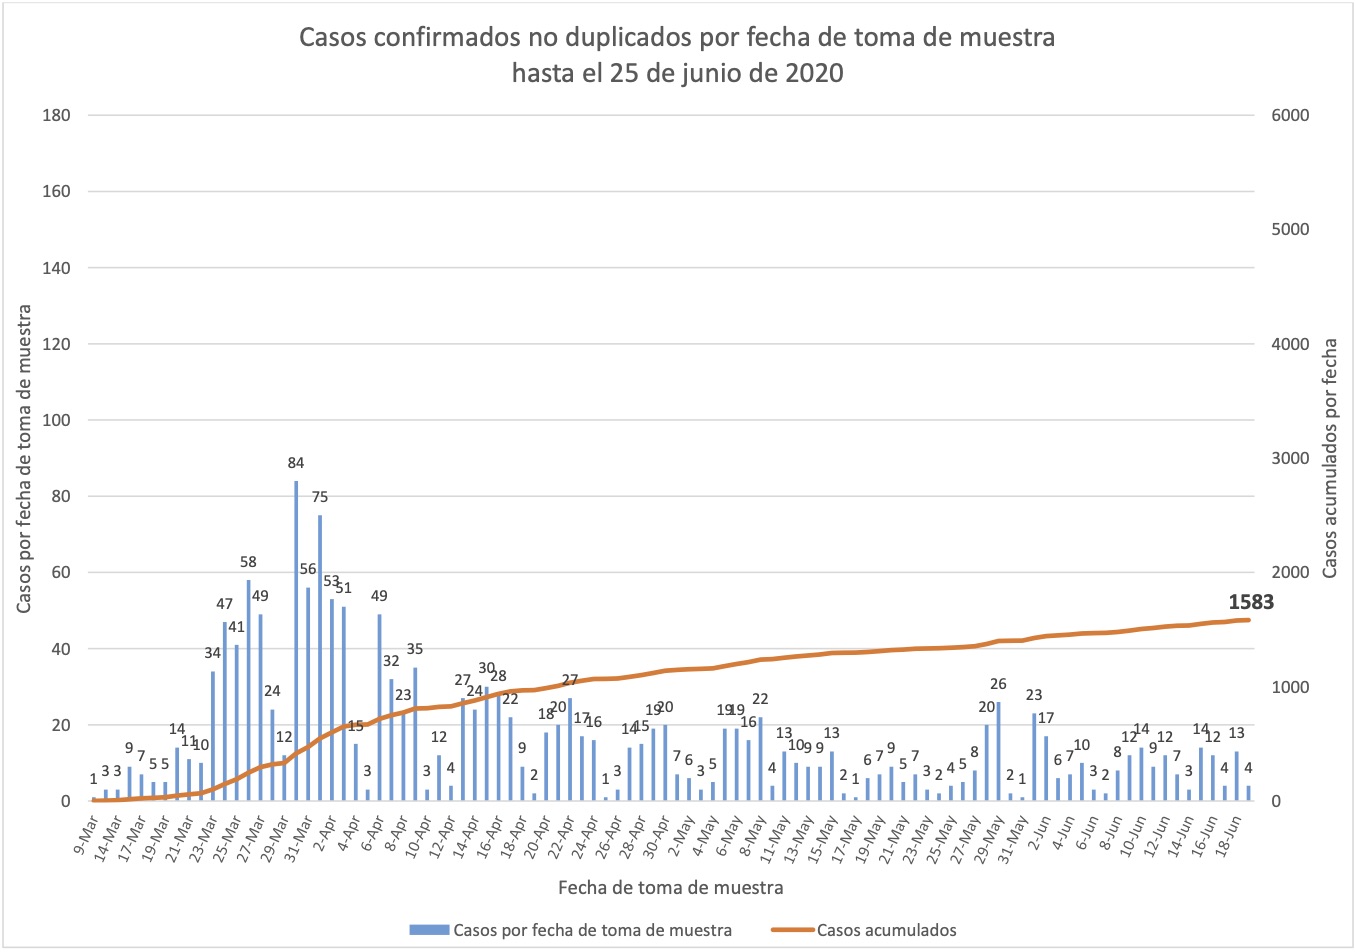 Casos confirmados no duplicados por fecha de toma de muestra
hasta el 25 de junio de 2020
180
160
140
120
100
80
60
40
20
0
6000
5000
4000
3000
2000
1000
0
Casos por fecha de toma de muestra
Casos acumulados por fecha
1 3 3 9 7 5 5 14 11 10 34 47 41 58 49 24 12 84 56 75 53 51 15 3 49 32 23 35 3 12 4 27 24 30 28 22 9 2 18 20 27 17 16 1 3 14 15 19 20 7 6 3 5 19 19 16 22 4 13 10 9 9 13 2 1 6 7 9 5 7 3 2 4 5 8 20 26 2 1 23 17 6 7 10 3 2 8 12 14 9 12 7 3 14 12 4 13 4
1583
9-Mar 14-Mar 17-Mar 19-Mar 21-Mar 23-Mar 25-Mar 27-Mar 29-Mar 31-Mar 2-Apr 4-Apr 6-Apr 8-Apr 10-Apr 12-Apr 14-Apr 16-Apr 18-Apr 20-Apr 22-Apr 24-Apr 26-Apr 28-Apr 30-Apr 2-May 4-May 6-May 8-May 11-May 13-May 15-May 17-May 19-May 21-May 23-May 25-May 27-May 29-May 31-May 2-Jun 4-Jun 6-Jun 8-Jun 10-Jun 12-Jun 14-Jun 16-Jun 18-Jun
Fecha de toma de muestra
Casos por fecha de toma de muestra
Casos acumulados